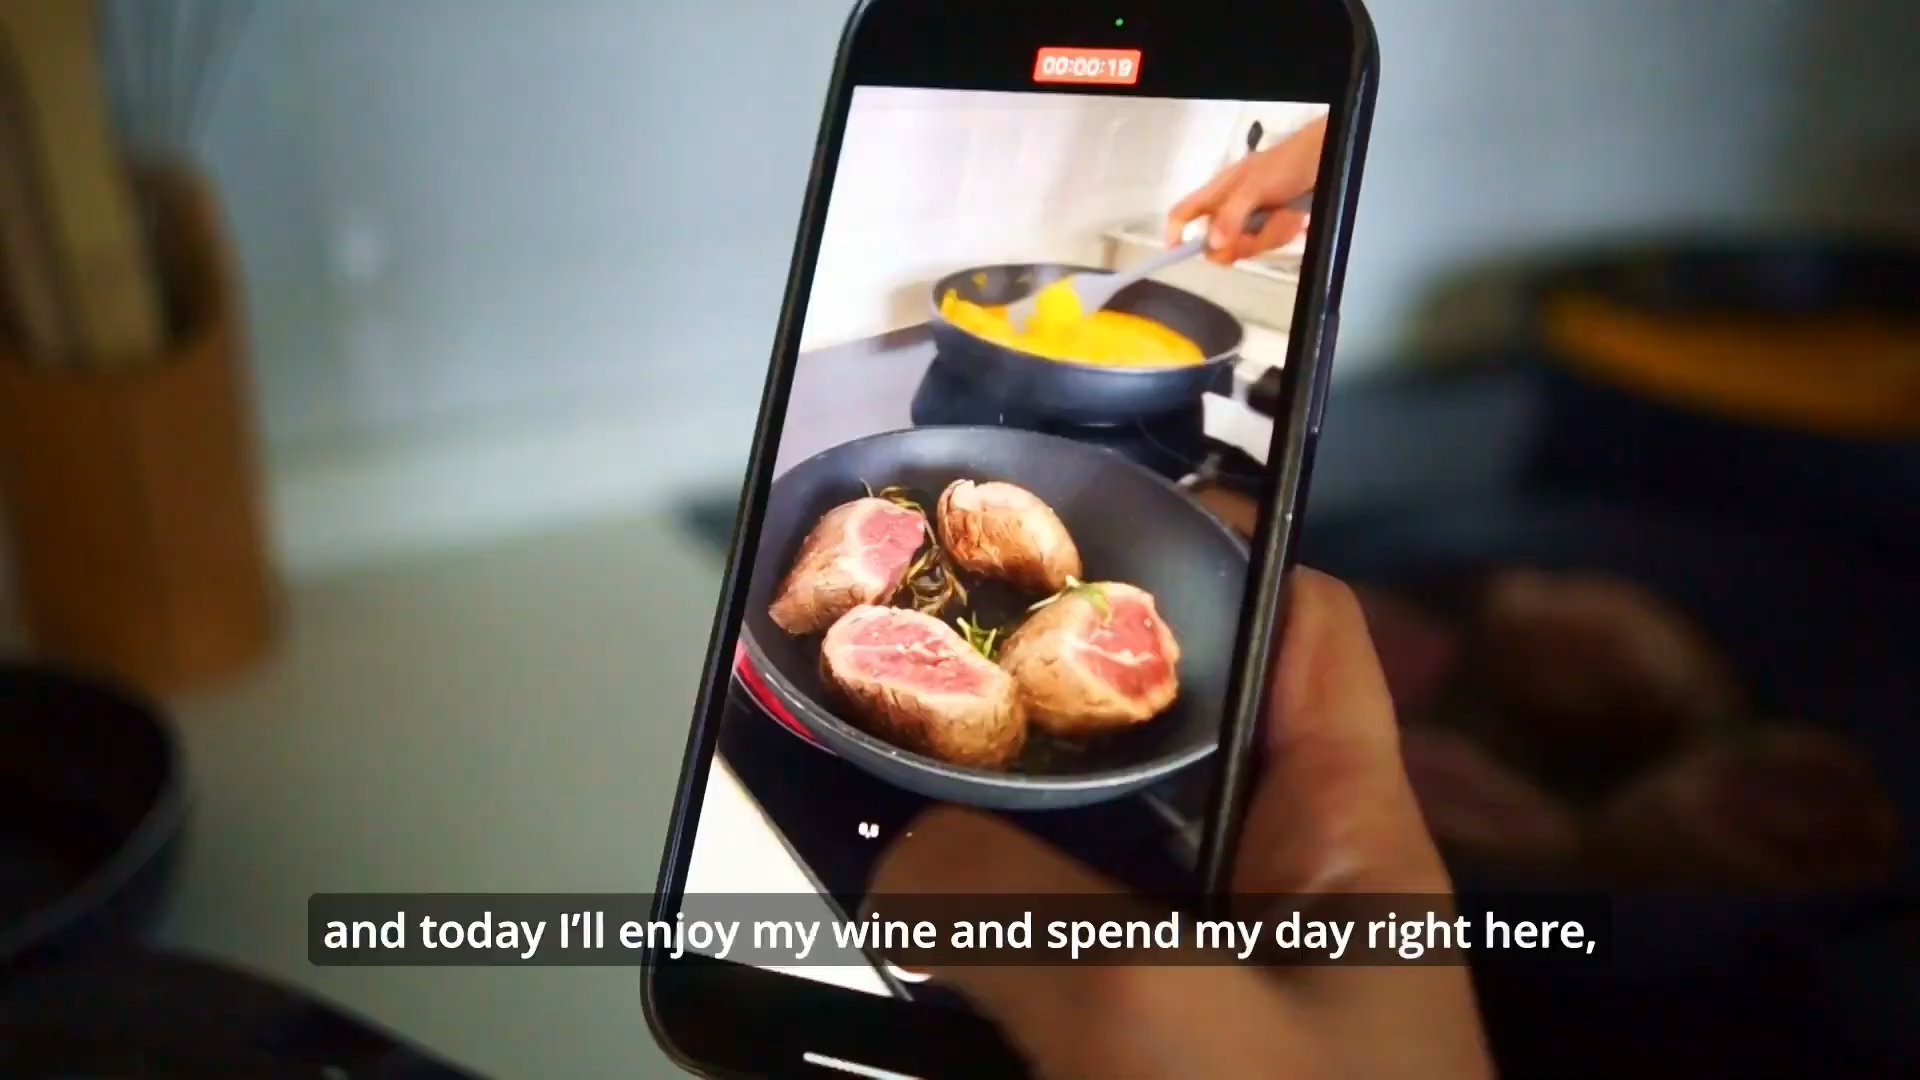 00:00:19
and today I’ll enjoy my wine and spend my day right here,